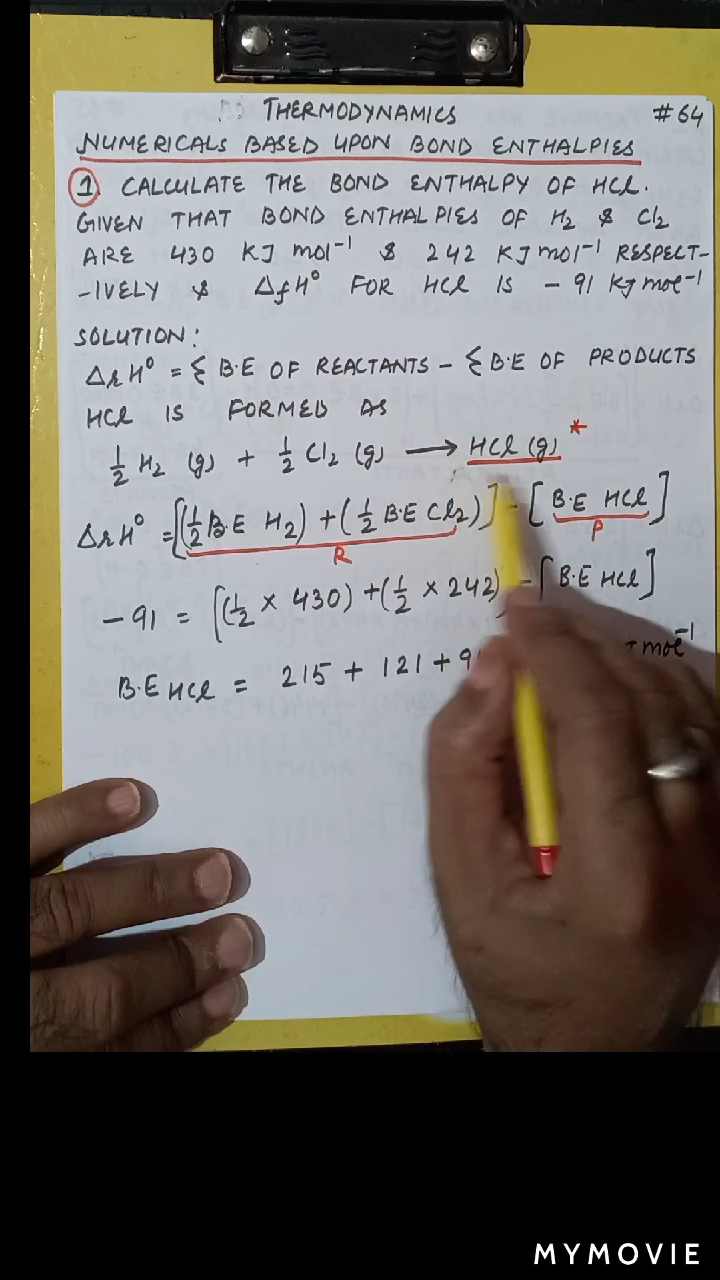 THERMODYNAMICS #64
NUMERICALS BASED UPON BOND ENTHALPIES
1 CALCULATE THE BOND ENTHALPY OF HCl.
GIVEN THAT BOND ENTHALPIES OF H₂ & Cl₂
ARE 430 KJ mol⁻¹ & 242 KJ mol⁻¹ RESPECT-
-IVELY & ΔfH° FOR HCl IS - 91 KJ mol⁻¹
SOLUTION:
ΔrH° = Σ B.E OF REACTANTS - Σ B.E OF PRODUCTS
HCl IS FORMED AS
½ H₂ (g) + ½ Cl₂ (g) → HCl (g) *
ΔrH° = [(½ B.E H₂) + (½ B.E Cl₂)] - [B.E HCl]
R P
-91 = [(½ × 430) + (½ × 242) - [B.E HCl]
B.E HCl = 215 + 121 + 9 mol⁻¹
MYMOVIE